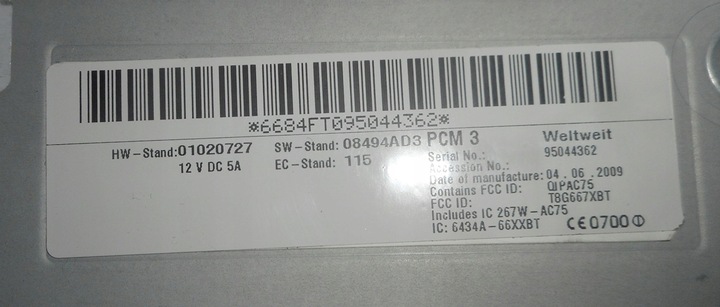 *6684FT095044362*
HW-Stand:01020727 SW-Stand: 08494AD3 PCM 3 Weltweit
12 V DC 5A EC-Stand: 115
Serial No.: 95044362
Accession No.:
Date of manufacture: 04.06.2009
Contains FCC ID: QIPAC75
FCC ID: T8G667XBT
Includes IC 267W-AC75
IC: 6434A-66XXBT CE0700